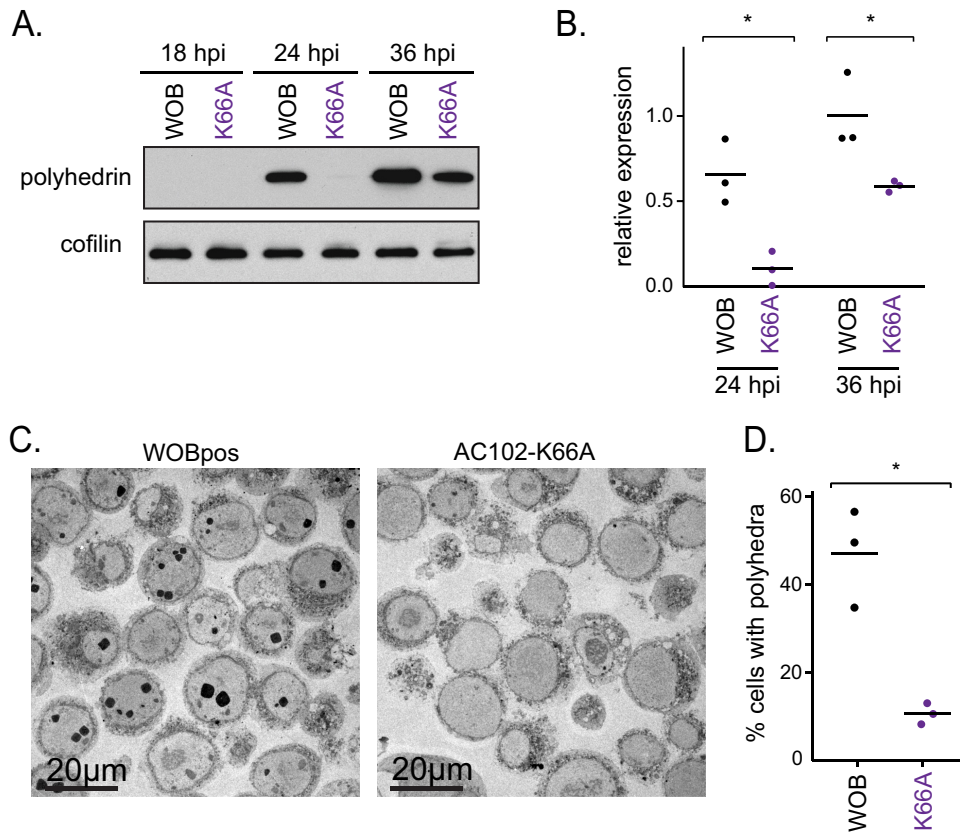 A.
18 hpi 24 hpi 36 hpi
WOB K66A WOB K66A WOB K66A
polyhedrin
cofilin
B.
* *
relative expression
1.0
0.5
0.0
WOB K66A WOB K66A
24 hpi 36 hpi
C.
WOBpos AC102-K66A
20µm 20µm
D.
*
% cells with polyhedra
60
40
20
0
WOB K66A